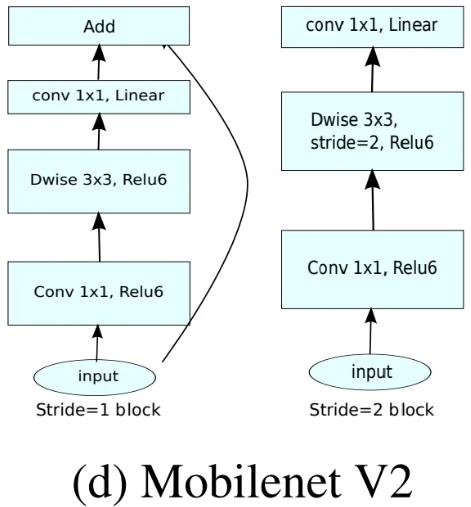 Add
conv 1x1, Linear
Dwise 3x3, Relu6
Conv 1x1, Relu6
input
Stride=1 block
conv 1x1, Linear
Dwise 3x3,
stride=2, Relu6
Conv 1x1, Relu6
input
Stride=2 block
(d) Mobilenet V2